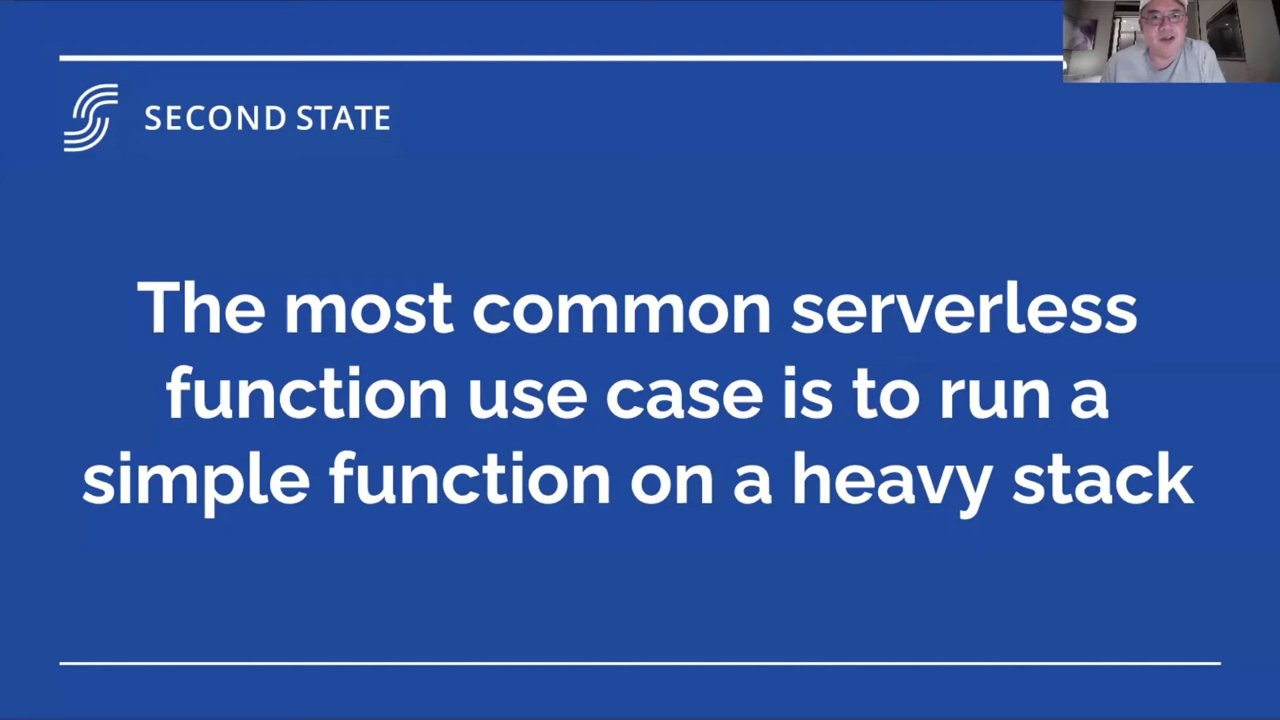 SECOND STATE
The most common serverless
function use case is to run a
simple function on a heavy stack